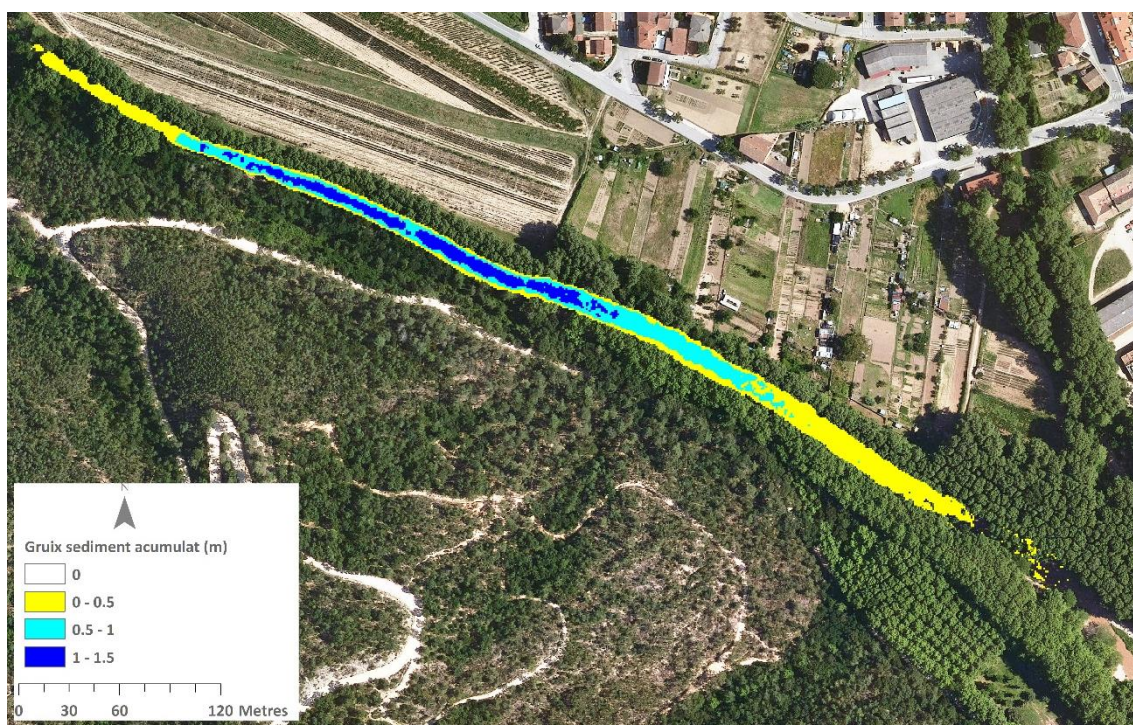 N
Gruix sediment acumulat (m)
0
0 - 0.5
0.5 - 1
1 - 1.5
0 30 60 120 Metres